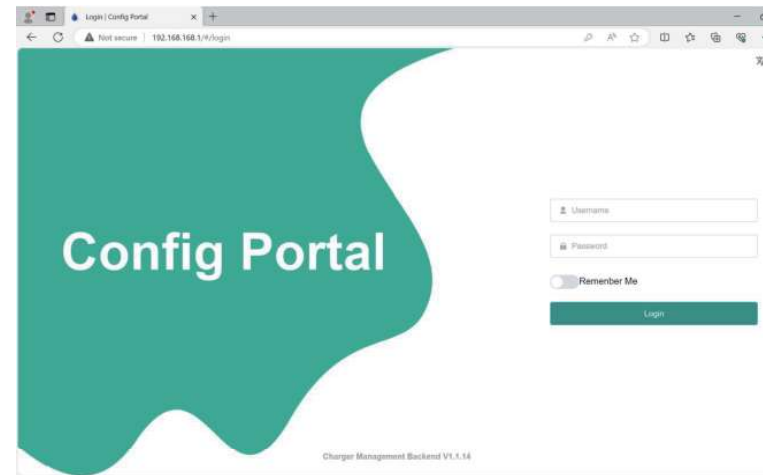 Login | Config Portal
Not secure | 192.168.168.1/#/login
Config Portal
Username
Password
Remenber Me
Login
Charger Management Backend V1.1.14